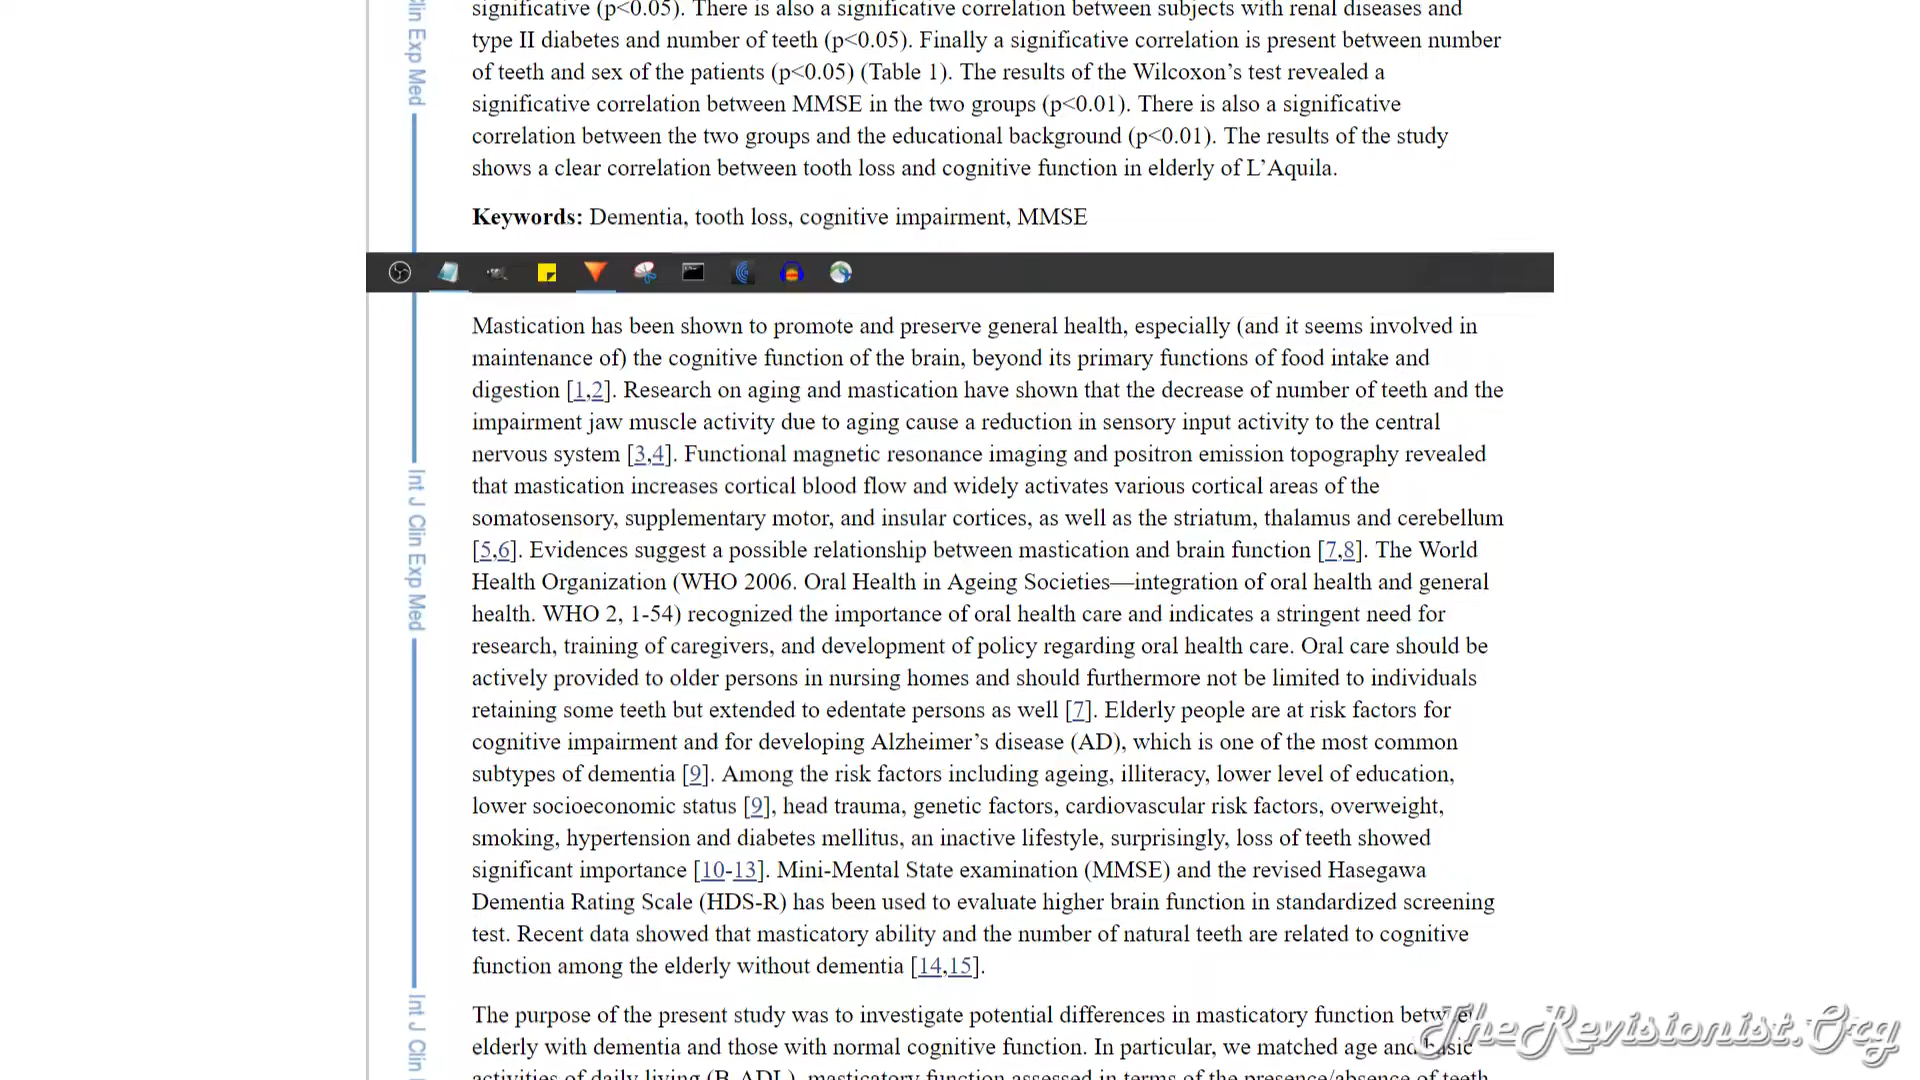 significative (p<0.05). There is also a significative correlation between subjects with renal diseases and
type II diabetes and number of teeth (p<0.05). Finally a significative correlation is present between number
of teeth and sex of the patients (p<0.05) (Table 1). The results of the Wilcoxon’s test revealed a
significative correlation between MMSE in the two groups (p<0.01). There is also a significative
correlation between the two groups and the educational background (p<0.01). The results of the study
shows a clear correlation between tooth loss and cognitive function in elderly of L’Aquila.
Keywords: Dementia, tooth loss, cognitive impairment, MMSE
Mastication has been shown to promote and preserve general health, especially (and it seems involved in
maintenance of) the cognitive function of the brain, beyond its primary functions of food intake and
digestion [1,2]. Research on aging and mastication have shown that the decrease of number of teeth and the
impairment jaw muscle activity due to aging cause a reduction in sensory input activity to the central
nervous system [3,4]. Functional magnetic resonance imaging and positron emission topography revealed
that mastication increases cortical blood flow and widely activates various cortical areas of the
somatosensory, supplementary motor, and insular cortices, as well as the striatum, thalamus and cerebellum
[5,6]. Evidences suggest a possible relationship between mastication and brain function [7,8]. The World
Health Organization (WHO 2006. Oral Health in Ageing Societies—integration of oral health and general
health. WHO 2, 1-54) recognized the importance of oral health care and indicates a stringent need for
research, training of caregivers, and development of policy regarding oral health care. Oral care should be
actively provided to older persons in nursing homes and should furthermore not be limited to individuals
retaining some teeth but extended to edentate persons as well [7]. Elderly people are at risk factors for
cognitive impairment and for developing Alzheimer’s disease (AD), which is one of the most common
subtypes of dementia [9]. Among the risk factors including ageing, illiteracy, lower level of education,
lower socioeconomic status [9], head trauma, genetic factors, cardiovascular risk factors, overweight,
smoking, hypertension and diabetes mellitus, an inactive lifestyle, surprisingly, loss of teeth showed
significant importance [10-13]. Mini-Mental State examination (MMSE) and the revised Hasegawa
Dementia Rating Scale (HDS-R) has been used to evaluate higher brain function in standardized screening
test. Recent data showed that masticatory ability and the number of natural teeth are related to cognitive
function among the elderly without dementia [14,15].
The purpose of the present study was to investigate potential differences in masticatory function
elderly with dementia and those with normal cognitive function. In particular, we matched age and basic
activities of daily living (B-ADL), masticatory function assessed in terms of the presence/absence of teeth
lin Exp Med
Int J Clin Exp Med
Int J Clin
TheRevisionist.Org